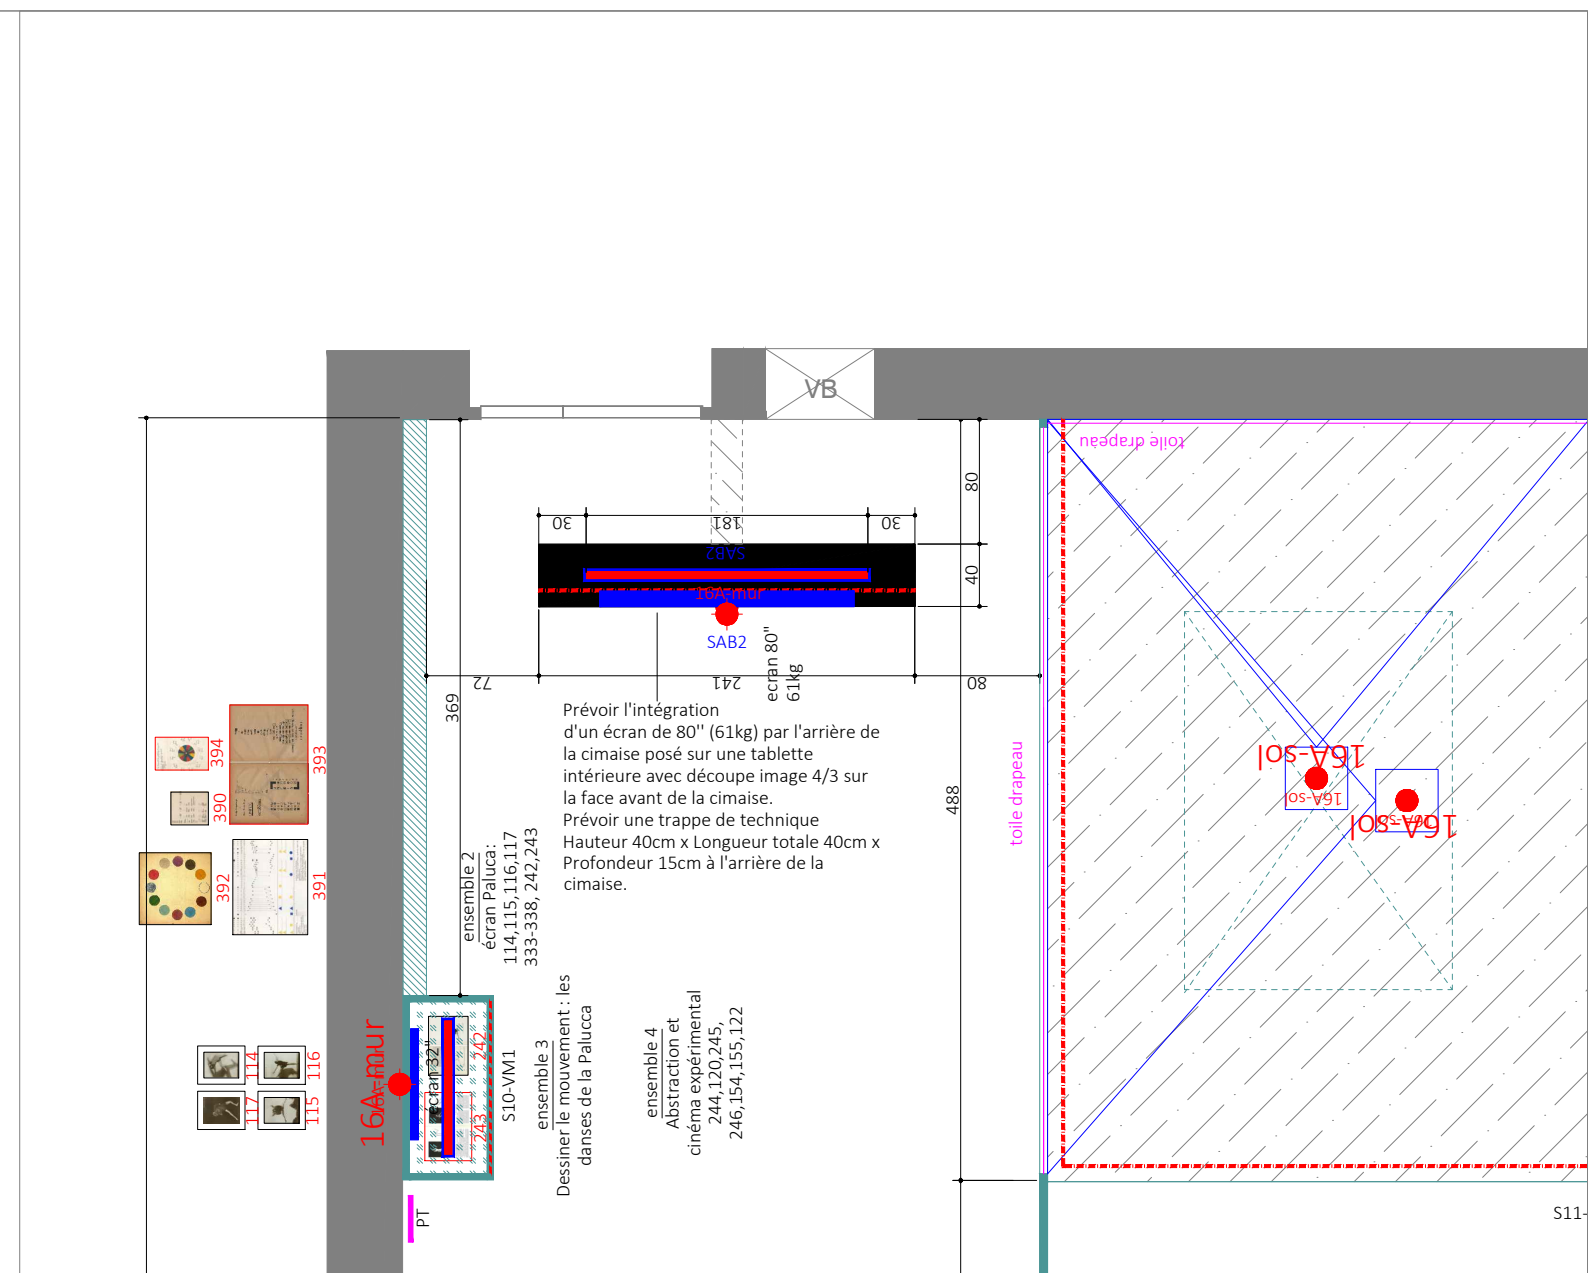 VB
toile drapeau
80
30
181
30
SAB2
40
16A-mur
SAB2
ecran 80"
61kg
72
241
80
369
Prévoir l'intégration
d'un écran de 80'' (61kg) par l'arrière de
la cimaise posé sur une tablette
intérieure avec découpe image 4/3 sur
la face avant de la cimaise.
Prévoir une trappe de technique
Hauteur 40cm x Longueur totale 40cm x
Profondeur 15cm à l'arrière de la
cimaise.
488
toile drapeau
16A-sol
16A-sol
16A-sol
16A-sol
394
393
390
392
391
ensemble 2
écran Paluca:
114,115,116,117
333-338, 242,243
ensemble 3
Dessiner le mouvement : les
danses de la Palucca
ensemble 4
Abstraction et
cinéma expérimental
244,120,245,
246,154,155,122
114
116
117
115
16A-mur
16A-mur
ecran 32"
242
243
S10-VM1
PT
S11-